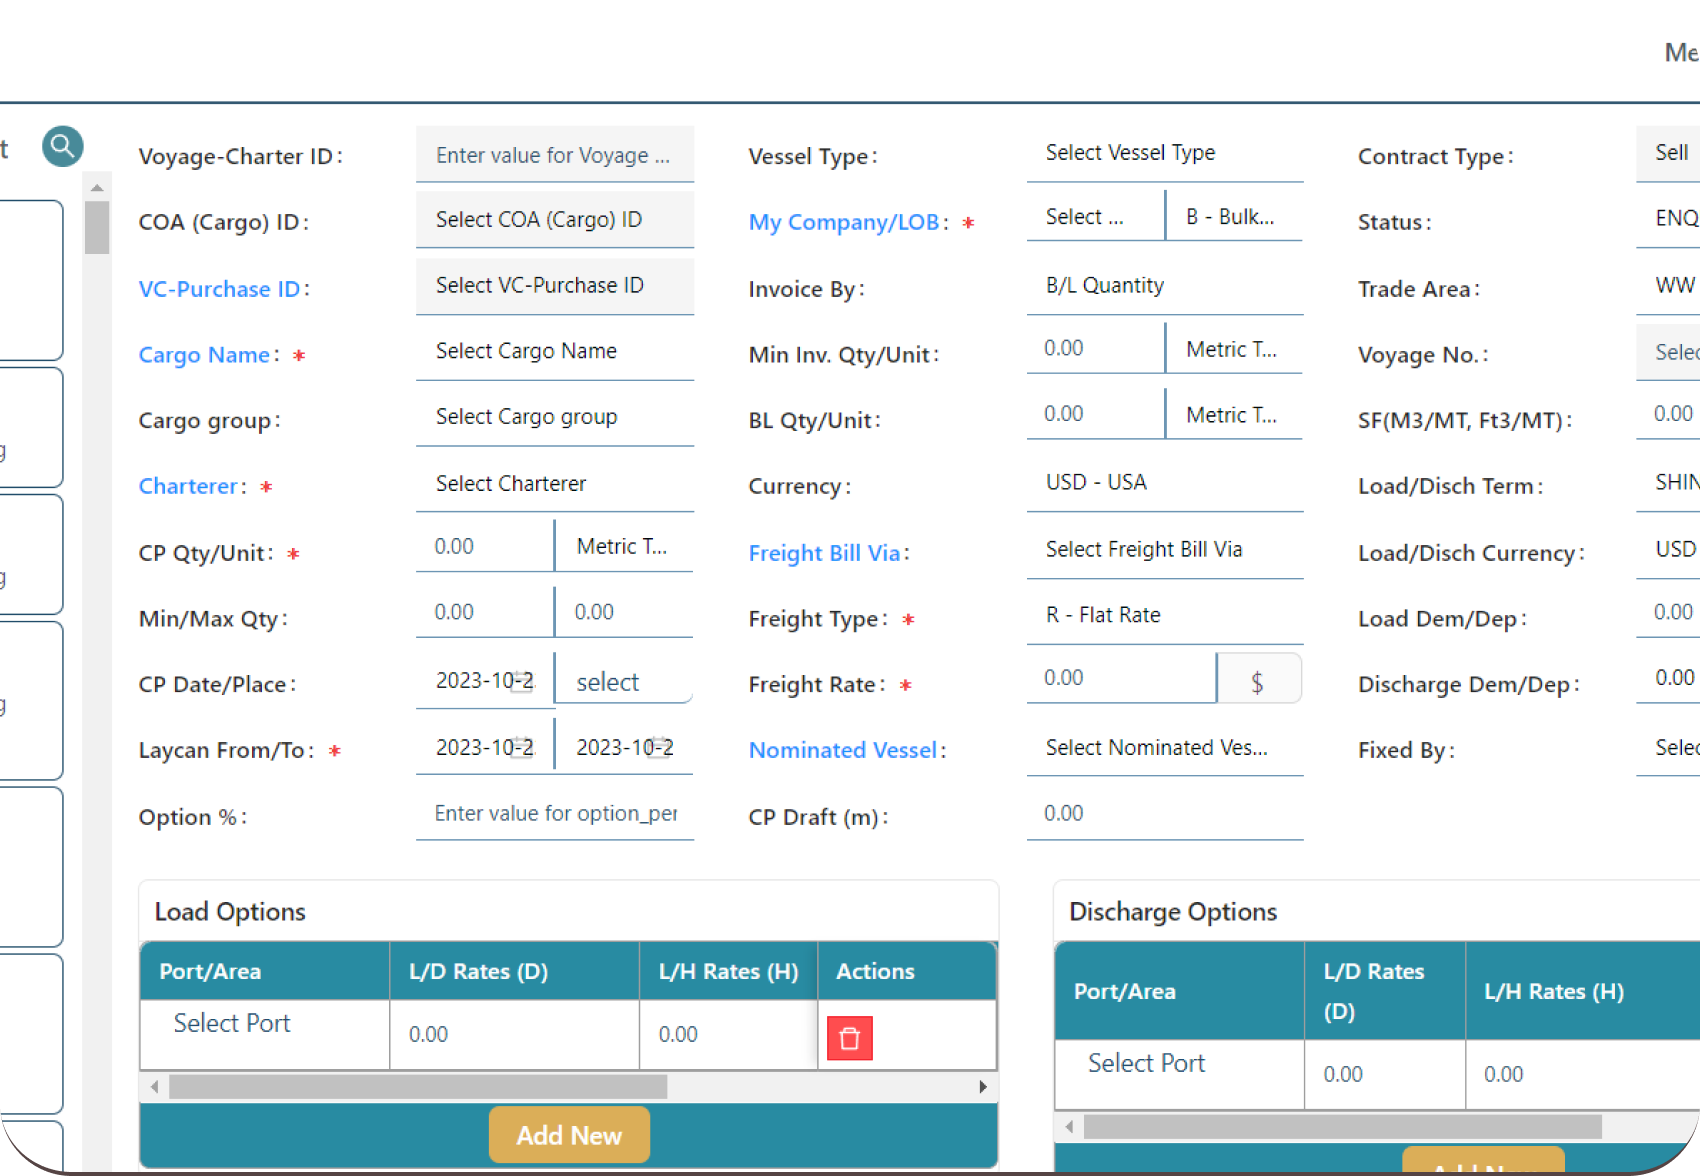 Me
t
Voyage-Charter ID: Enter value for Voyage ... Vessel Type: Select Vessel Type Contract Type: Sell
COA (Cargo) ID: Select COA (Cargo) ID My Company/LOB: * Select ... B - Bulk... Status: ENQ
VC-Purchase ID: Select VC-Purchase ID Invoice By: B/L Quantity Trade Area: WW
Cargo Name: * Select Cargo Name Min Inv. Qty/Unit: 0.00 Metric T... Voyage No.: Selec
Cargo group: Select Cargo group BL Qty/Unit: 0.00 Metric T... SF(M3/MT, Ft3/MT): 0.00
g
Charterer: * Select Charterer Currency: USD - USA Load/Disch Term: SHIN
CP Qty/Unit: * 0.00 Metric T... Freight Bill Via: Select Freight Bill Via Load/Disch Currency: USD
g
Min/Max Qty: 0.00 0.00 Freight Type: * R - Flat Rate Load Dem/Dep: 0.00
CP Date/Place: 2023-10-2 select Freight Rate: * 0.00 $ Discharge Dem/Dep: 0.00
g
Laycan From/To: * 2023-10-2 2023-10-2 Nominated Vessel: Select Nominated Ves... Fixed By: Selec
Option %: Enter value for option_per CP Draft (m): 0.00
Load Options
Port/Area L/D Rates (D) L/H Rates (H) Actions
Select Port 0.00 0.00
Add New
Discharge Options
Port/Area L/D Rates (D) L/H Rates (H)
Select Port 0.00 0.00